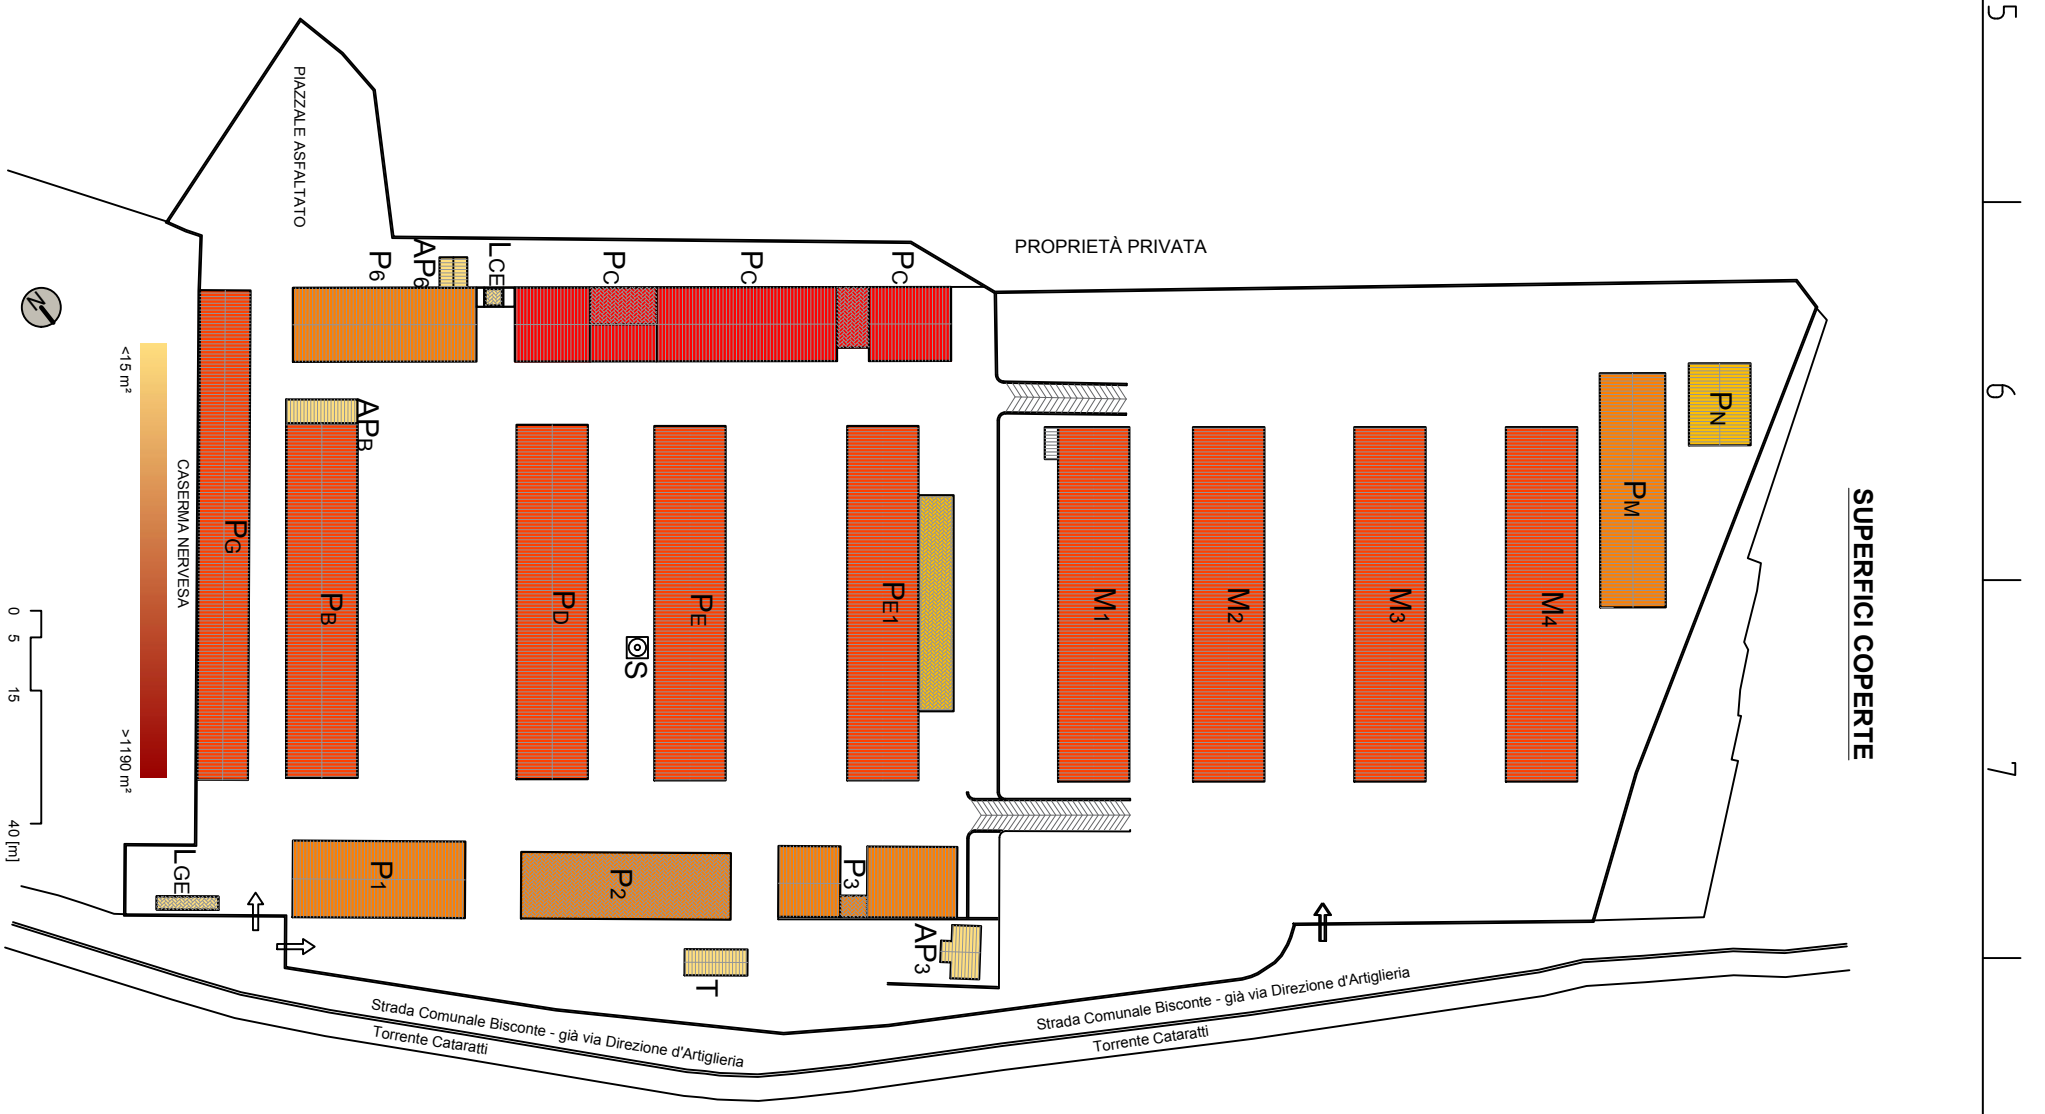 5
6
7
SUPERFICI COPERTE
PIAZZALE ASFALTATO
PROPRIETÀ PRIVATA
P6
AP6
LCE
PC
PC
PC
PN
PM
N
<15 m²
>1190 m²
CASERMA NERVESA
PG
APB
PB
PD
PE
S
PE1
M1
M2
M3
M4
0
5
15
40 [m]
LGE
P1
P2
P3
AP3
T
Strada Comunale Bisconte - già via Direzione d'Artiglieria
Torrente Cataratti
Strada Comunale Bisconte - già via Direzione d'Artiglieria
Torrente Cataratti